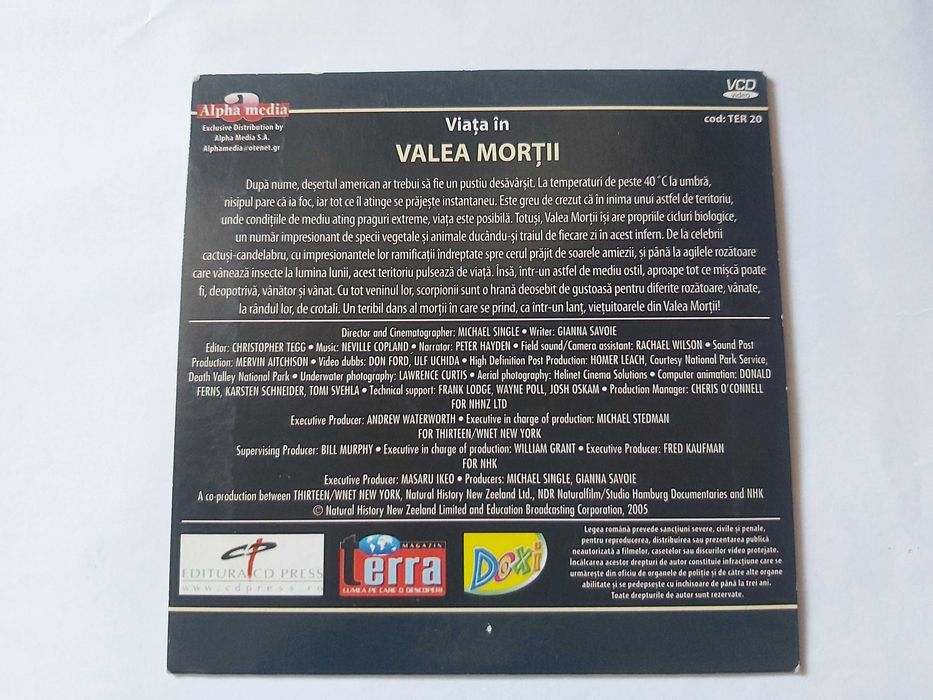 Alpha media
Exclusive Distribution by
Alpha Media S.A.
Alphamedia@otenet.gr
VCD
video
cod: TER 20
Viața în
VALEA MORȚII
După nume, deșertul american ar trebui să fie un pustiu desăvârșit. La temperaturi de peste 40 °C la umbră,
nisipul pare că ia foc, iar tot ce îl atinge se prăjește instantaneu. Este greu de crezut că în inima unui astfel de teritoriu,
unde condițiile de mediu ating praguri extreme, viața este posibilă. Totuși, Valea Morții își are propriile cicluri biologice,
un număr impresionant de specii vegetale și animale ducându-și traiul de fiecare zi în acest infern. De la celebrii
cactuși-candelabru, cu impresionantele lor ramificații îndreptate spre cerul prăjit de soarele amiezii, și până la agilele rozătoare
care vânează insecte la lumina lunii, acest teritoriu pulsează de viață. Însă, într-un astfel de mediu ostil, aproape tot ce mișcă poate
fi, deopotrivă, vânător și vânat. Cu tot veninul lor, scorpionii sunt o hrană deosebit de gustoasă pentru diferite rozătoare, vânate,
la rândul lor, de crotali. Un teribil dans al morții în care se prind, ca într-un lanț, viețuitoarele din Valea Morții!
Director and Cinematographer: MICHAEL SINGLE • Writer: GIANNA SAVOIE
Editor: CHRISTOPHER TEGG • Music: NEVILLE COPLAND • Narrator: PETER HAYDEN • Field sound/Camera assistant: RACHAEL WILSON • Sound Post
Production: MERVIN AITCHISON • Video dubbs: DON FORD, ULF UCHIDA • High Definition Post Production: HOMER LEACH, Courtesy National Park Service,
Death Valley National Park • Underwater photography: LAWRENCE CURTIS • Aerial photography: Helinet Cinema Solutions • Computer animation: DONALD
FERNS, KARSTEN SCHNEIDER, TOMI SVEHLA • Technical support: FRANK LODGE, WAYNE POLL, JOSH OSKAM • Production Manager: CHERIS O'CONNELL
FOR NHNZ LTD
Executive Producer: ANDREW WATERWORTH • Executive in charge of production: MICHAEL STEDMAN
FOR THIRTEEN/WNET NEW YORK
Supervising Producer: BILL MURPHY • Executive in charge of production: WILLIAM GRANT • Executive Producer: FRED KAUFMAN
FOR NHK
Executive Producer: MASARU IKEO • Producers: MICHAEL SINGLE, GIANNA SAVOIE
A co-production between THIRTEEN/WNET NEW YORK, Natural History New Zealand Ltd., NDR Naturalfilm/Studio Hamburg Documentaries and NHK
© Natural History New Zealand Limited and Education Broadcasting Corporation, 2005
EDITURA CD PRESS
www.cdpress.ro
MAGAZIN
terra
LUMEA PE CARE O DESCOPERI
Doxi
Legea română prevede sancțiuni severe, civile și penale,
pentru reproducerea, distribuirea sau prezentarea publică
neautorizată a filmelor, casetelor sau discurilor video protejate.
Încălcarea acestor drepturi de autor constituie infracțiune care se
urmărește din oficiu de organele de poliție și de către alte organe
abilitate și se pedepsește cu închisoare de până la trei ani.
Toate drepturile de autor sunt rezervate.